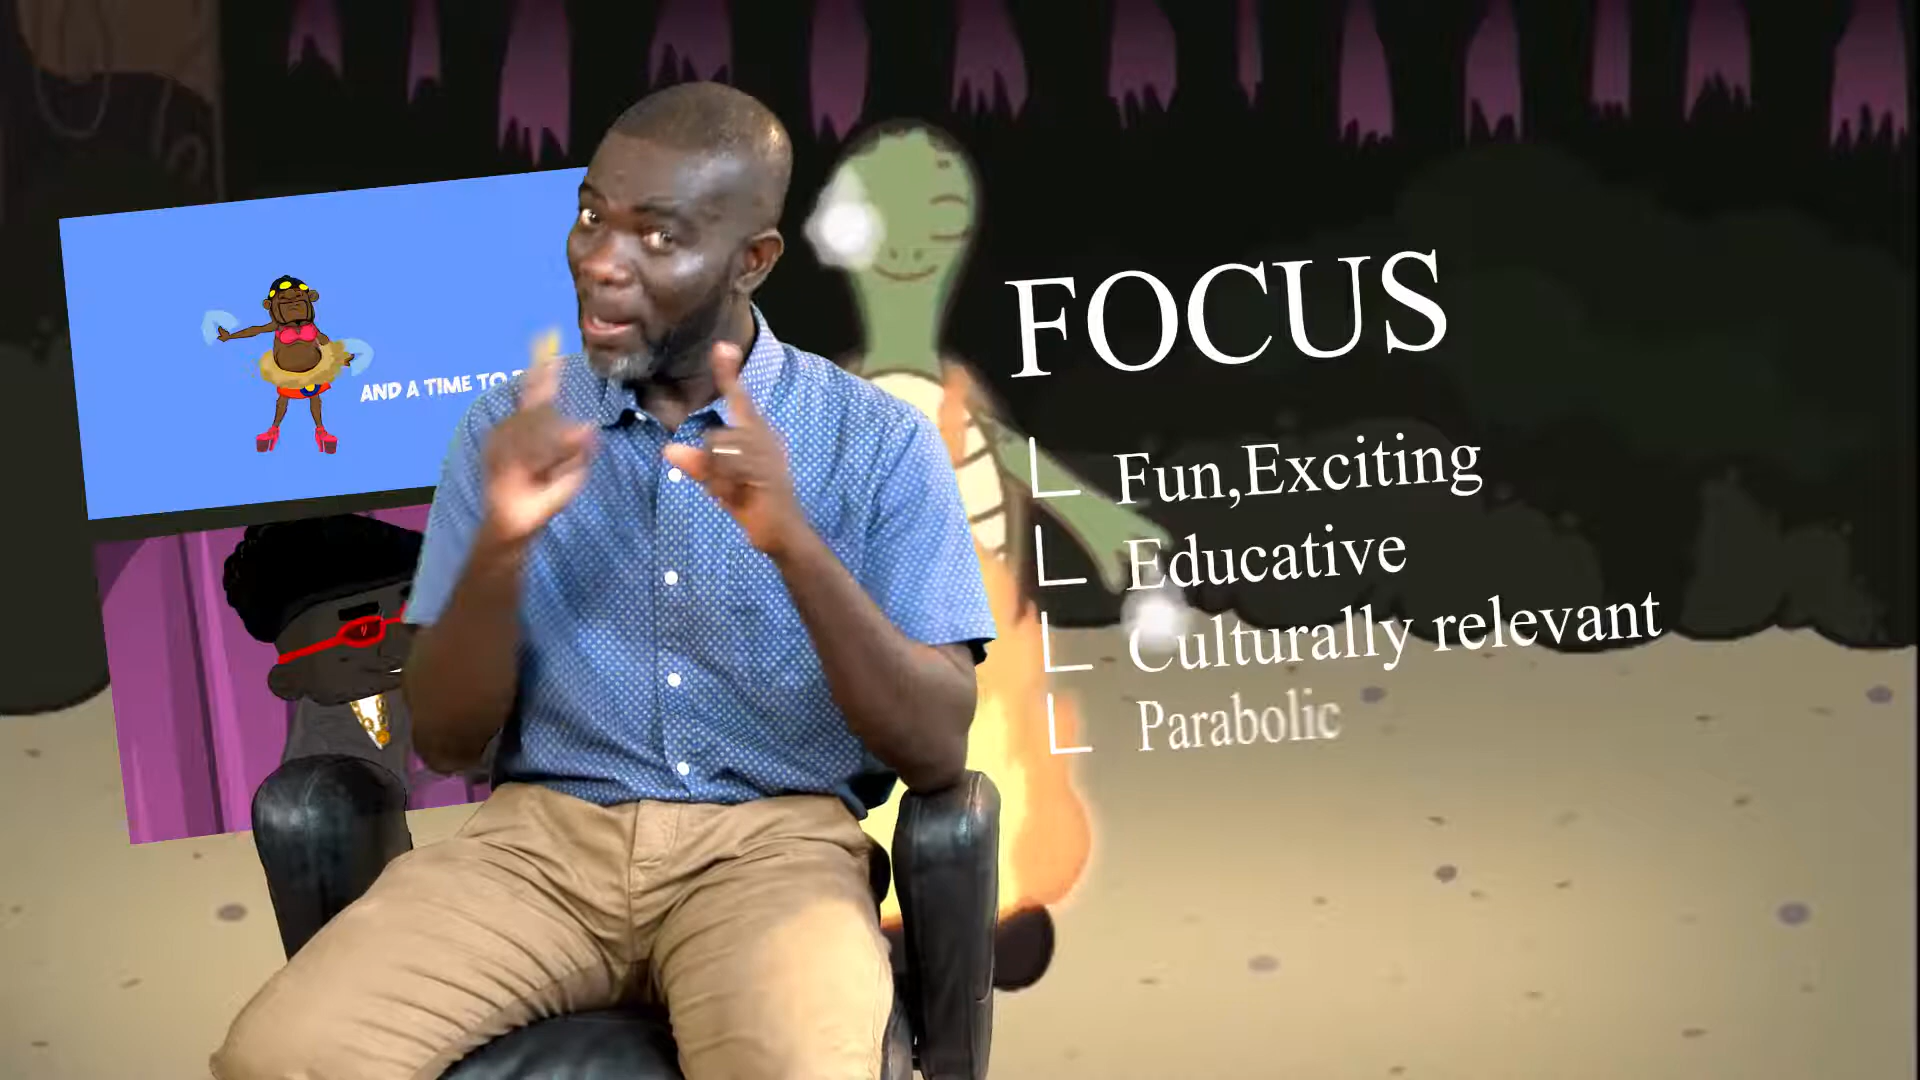 AND A TIME TO
FOCUS
Fun,Exciting
Educative
Culturally relevant
Parabolic